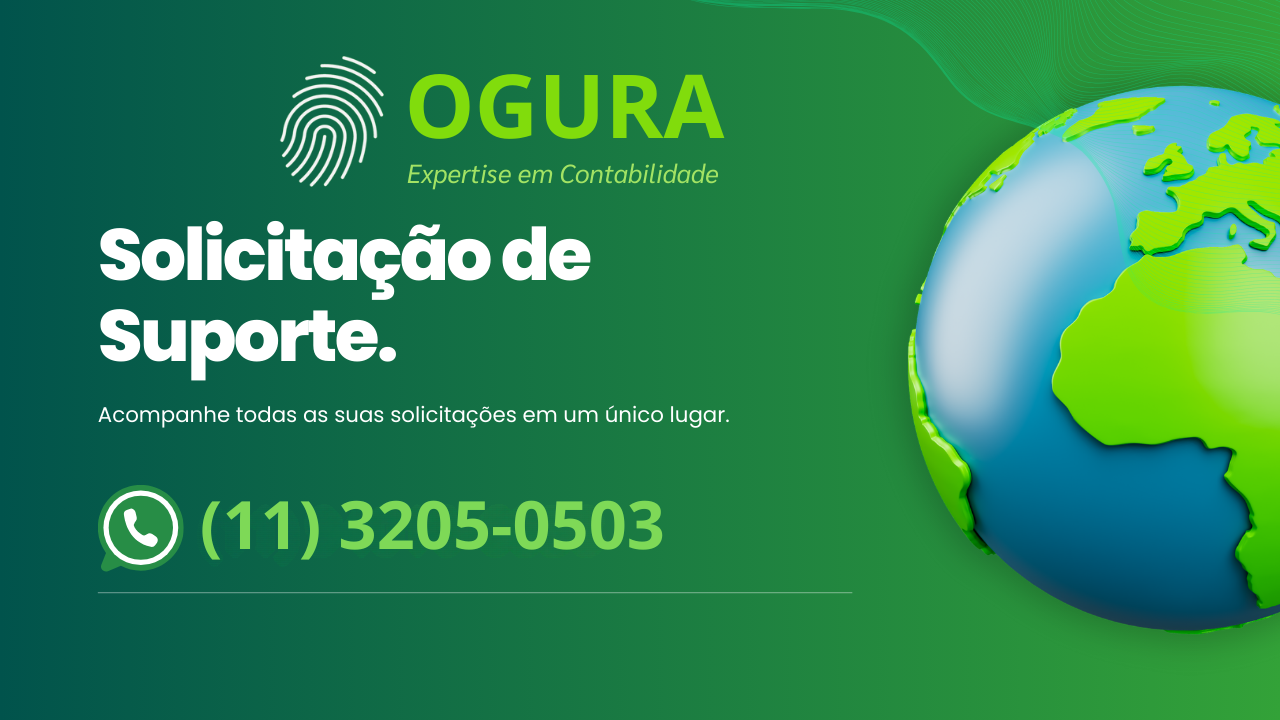 OGURA
Expertise em Contabilidade
Solicitação de
Suporte.
Acompanhe todas as suas solicitações em um único lugar.
(11) 3205-0503